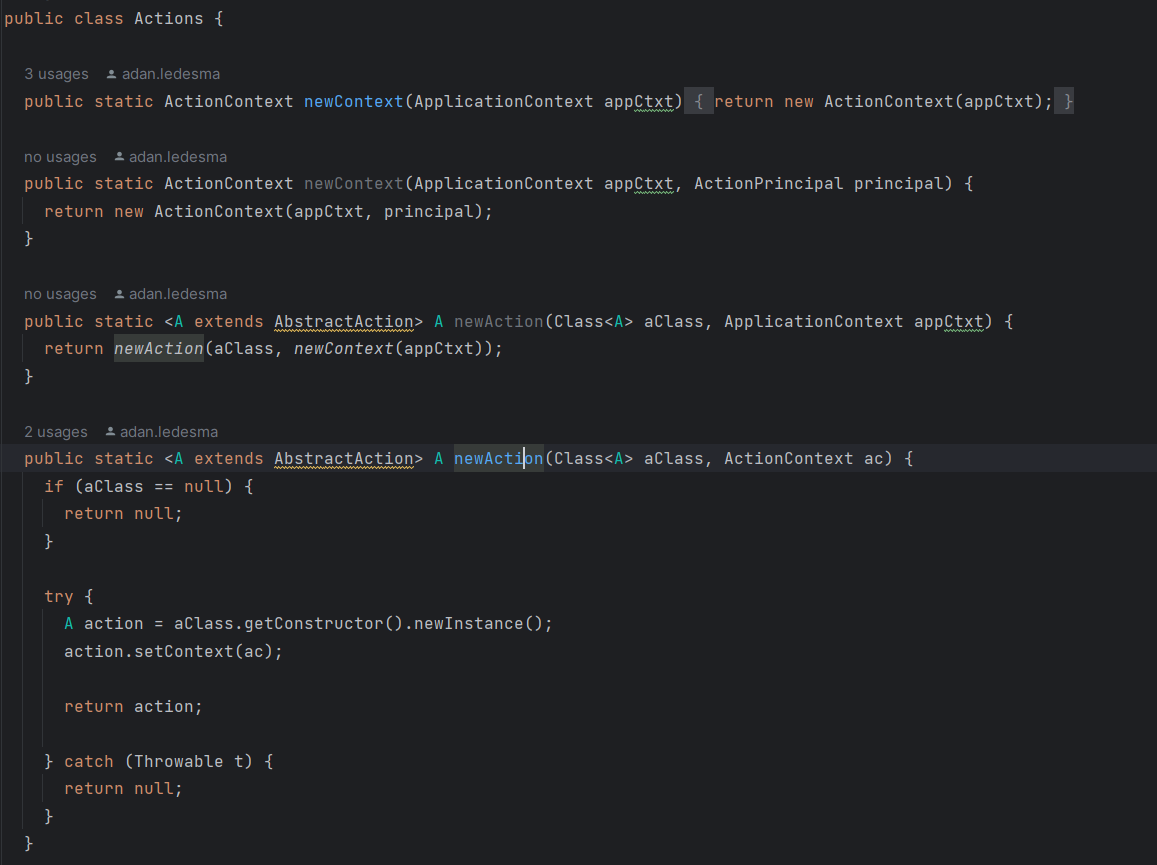 public class Actions {
3 usages adan.ledesma
public static ActionContext newContext(ApplicationContext appCtxt) { return new ActionContext(appCtxt); }
no usages adan.ledesma
public static ActionContext newContext(ApplicationContext appCtxt, ActionPrincipal principal) {
return new ActionContext(appCtxt, principal);
}
no usages adan.ledesma
public static <A extends AbstractAction> A newAction(Class<A> aClass, ApplicationContext appCtxt) {
return newAction(aClass, newContext(appCtxt));
}
2 usages adan.ledesma
public static <A extends AbstractAction> A newAction(Class<A> aClass, ActionContext ac) {
if (aClass == null) {
return null;
}
try {
A action = aClass.getConstructor().newInstance();
action.setContext(ac);
return action;
} catch (Throwable t) {
return null;
}
}